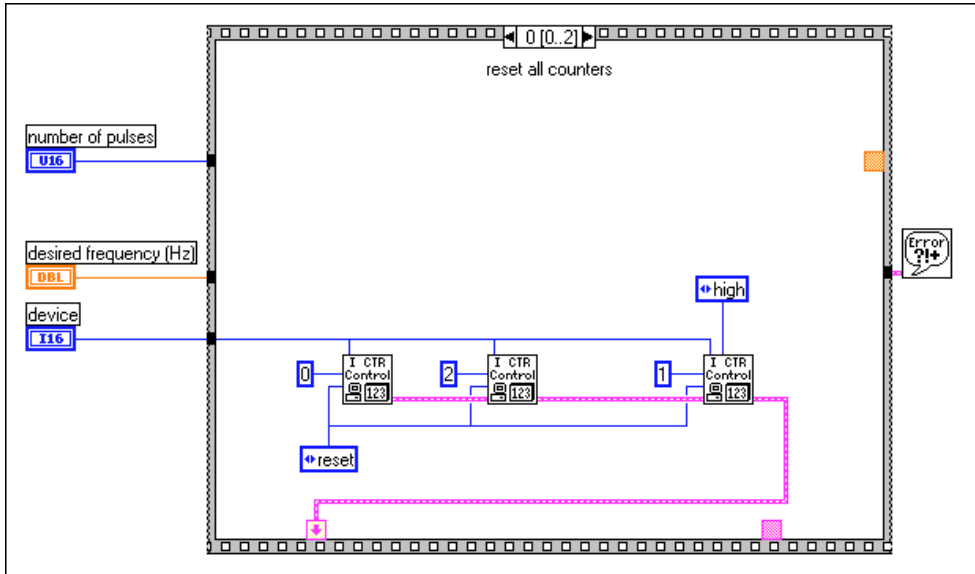 0 [0..2]
reset all counters
number of pulses
U16
desired frequency (Hz)
DBL
device
I16
Error
?!+
high
I CTR
Control
123
I CTR
Control
123
I CTR
Control
123
0
2
1
reset